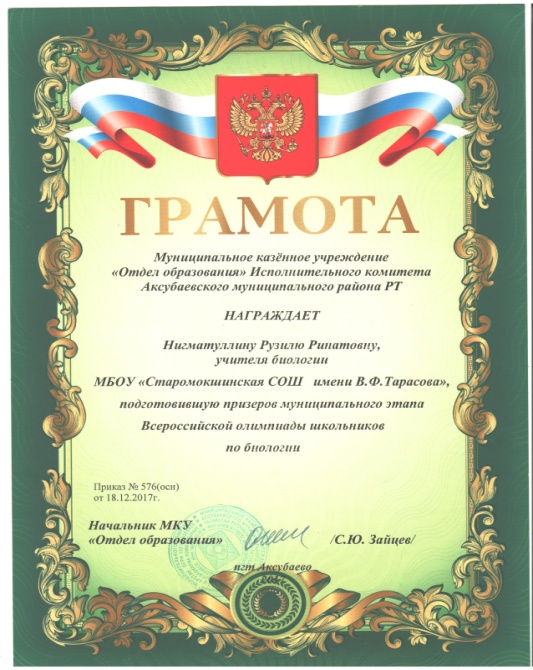 ГРАМОТА
Муниципальное казённое учреждение
«Отдел образования» Исполнительного комитета
Аксубаевского муниципального района РТ
НАГРАЖДАЕТ
Нигматуллину Рузилю Ринатовну,
учителя биологии
МБОУ «Старомокшинская СОШ имени В.Ф.Тарасова»,
подготовившую призеров муниципального этапа
Всероссийской олимпиады школьников
по биологии
Приказ № 576(осн)
от 18.12.2017г.
Начальник МКУ
«Отдел образования» /С.Ю. Зайцев/
пгт Аксубаево